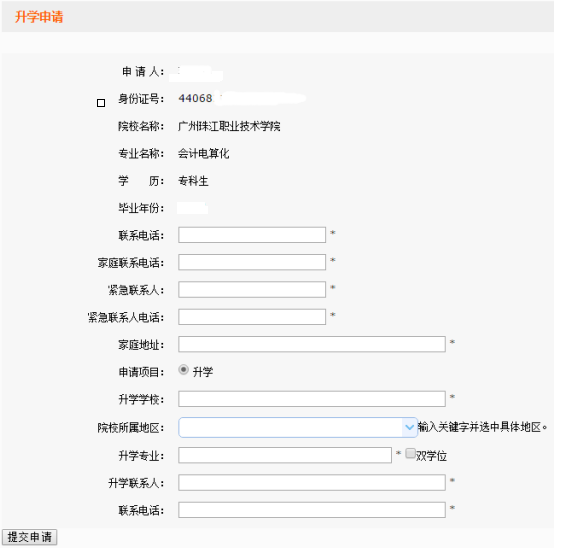 升学申请
申 请 人：
身份证号： 44068
院校名称： 广州珠江职业技术学院
专业名称： 会计电算化
学 历： 专科生
毕业年份：
联系电话： *
家庭联系电话： *
紧急联系人： *
紧急联系人电话： *
家庭地址： *
申请项目： 升学
升学学校： *
院校所属地区： 输入关键字并选中具体地区。
升学专业： * 双学位
升学联系人： *
联系电话： *
提交申请